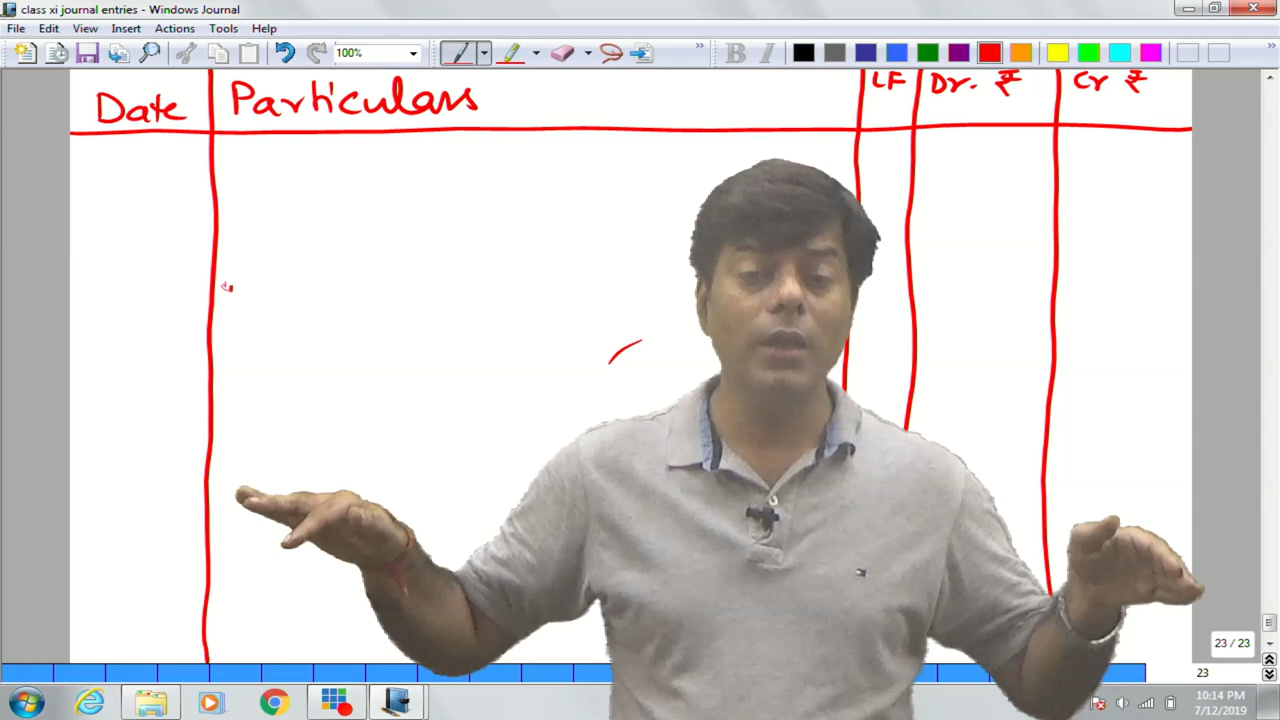 class xi journal entries - Windows Journal
File Edit View Insert Actions Tools Help
100%
B I
Date Particulars LF Dr. ₹ Cr ₹
23 / 23
23
10:14 PM
7/12/2019